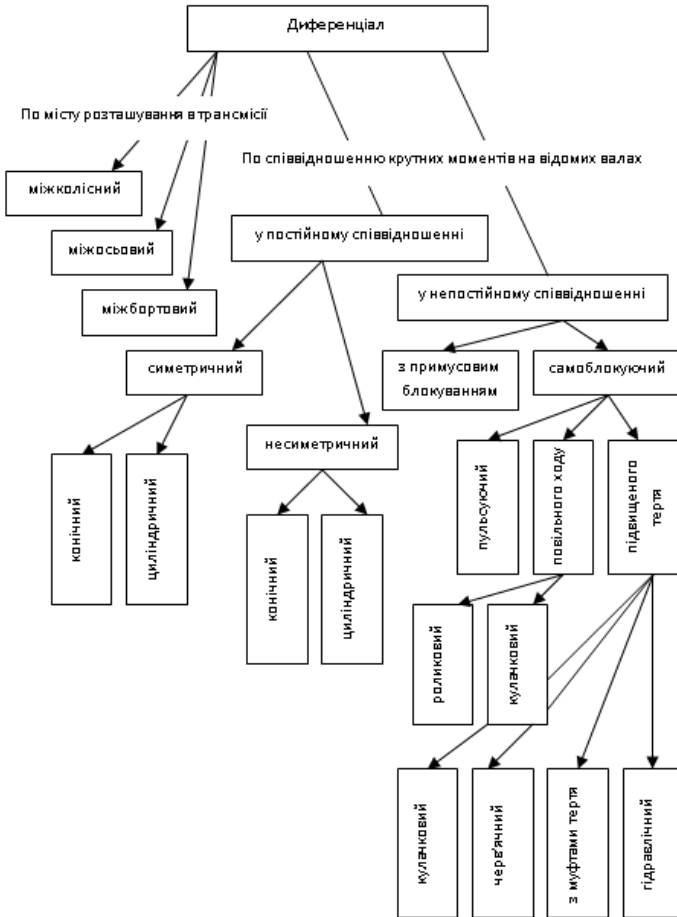 Диференціал
По місту розташування в трансмісії
По співвідношенню крутних моментів на відомих валах
міжколісний
міжосьовий
міжбортовий
у постійному співвідношенні
у непостійному співвідношенні
симетричний
несиметричний
з примусовим
блокуванням
самоблокуючий
конічний
циліндричний
конічний
циліндричний
пульсуючий
повільного ходу
підвищеного
тертя
роликовий
кулачковий
кулачковий
черв'ячний
з муфтами тертя
гідравлічний